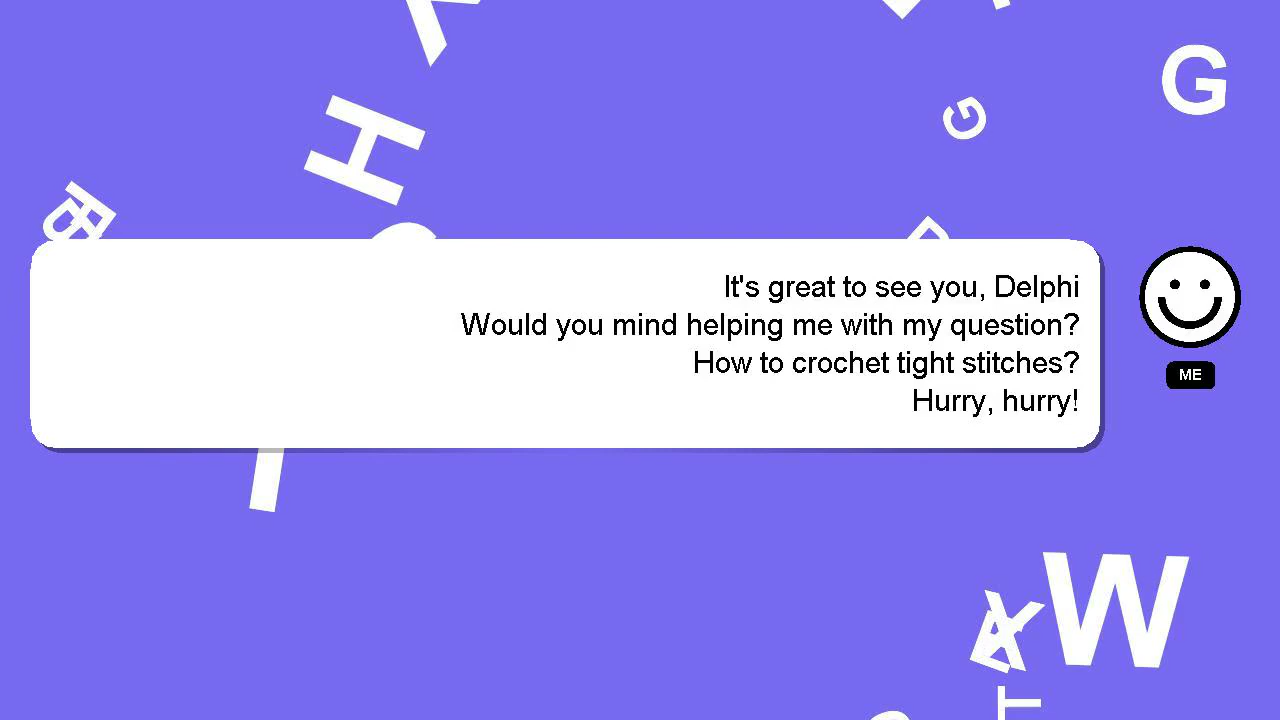 It's great to see you, Delphi
Would you mind helping me with my question?
How to crochet tight stitches?
Hurry, hurry!
ME
H
G
G
W
T